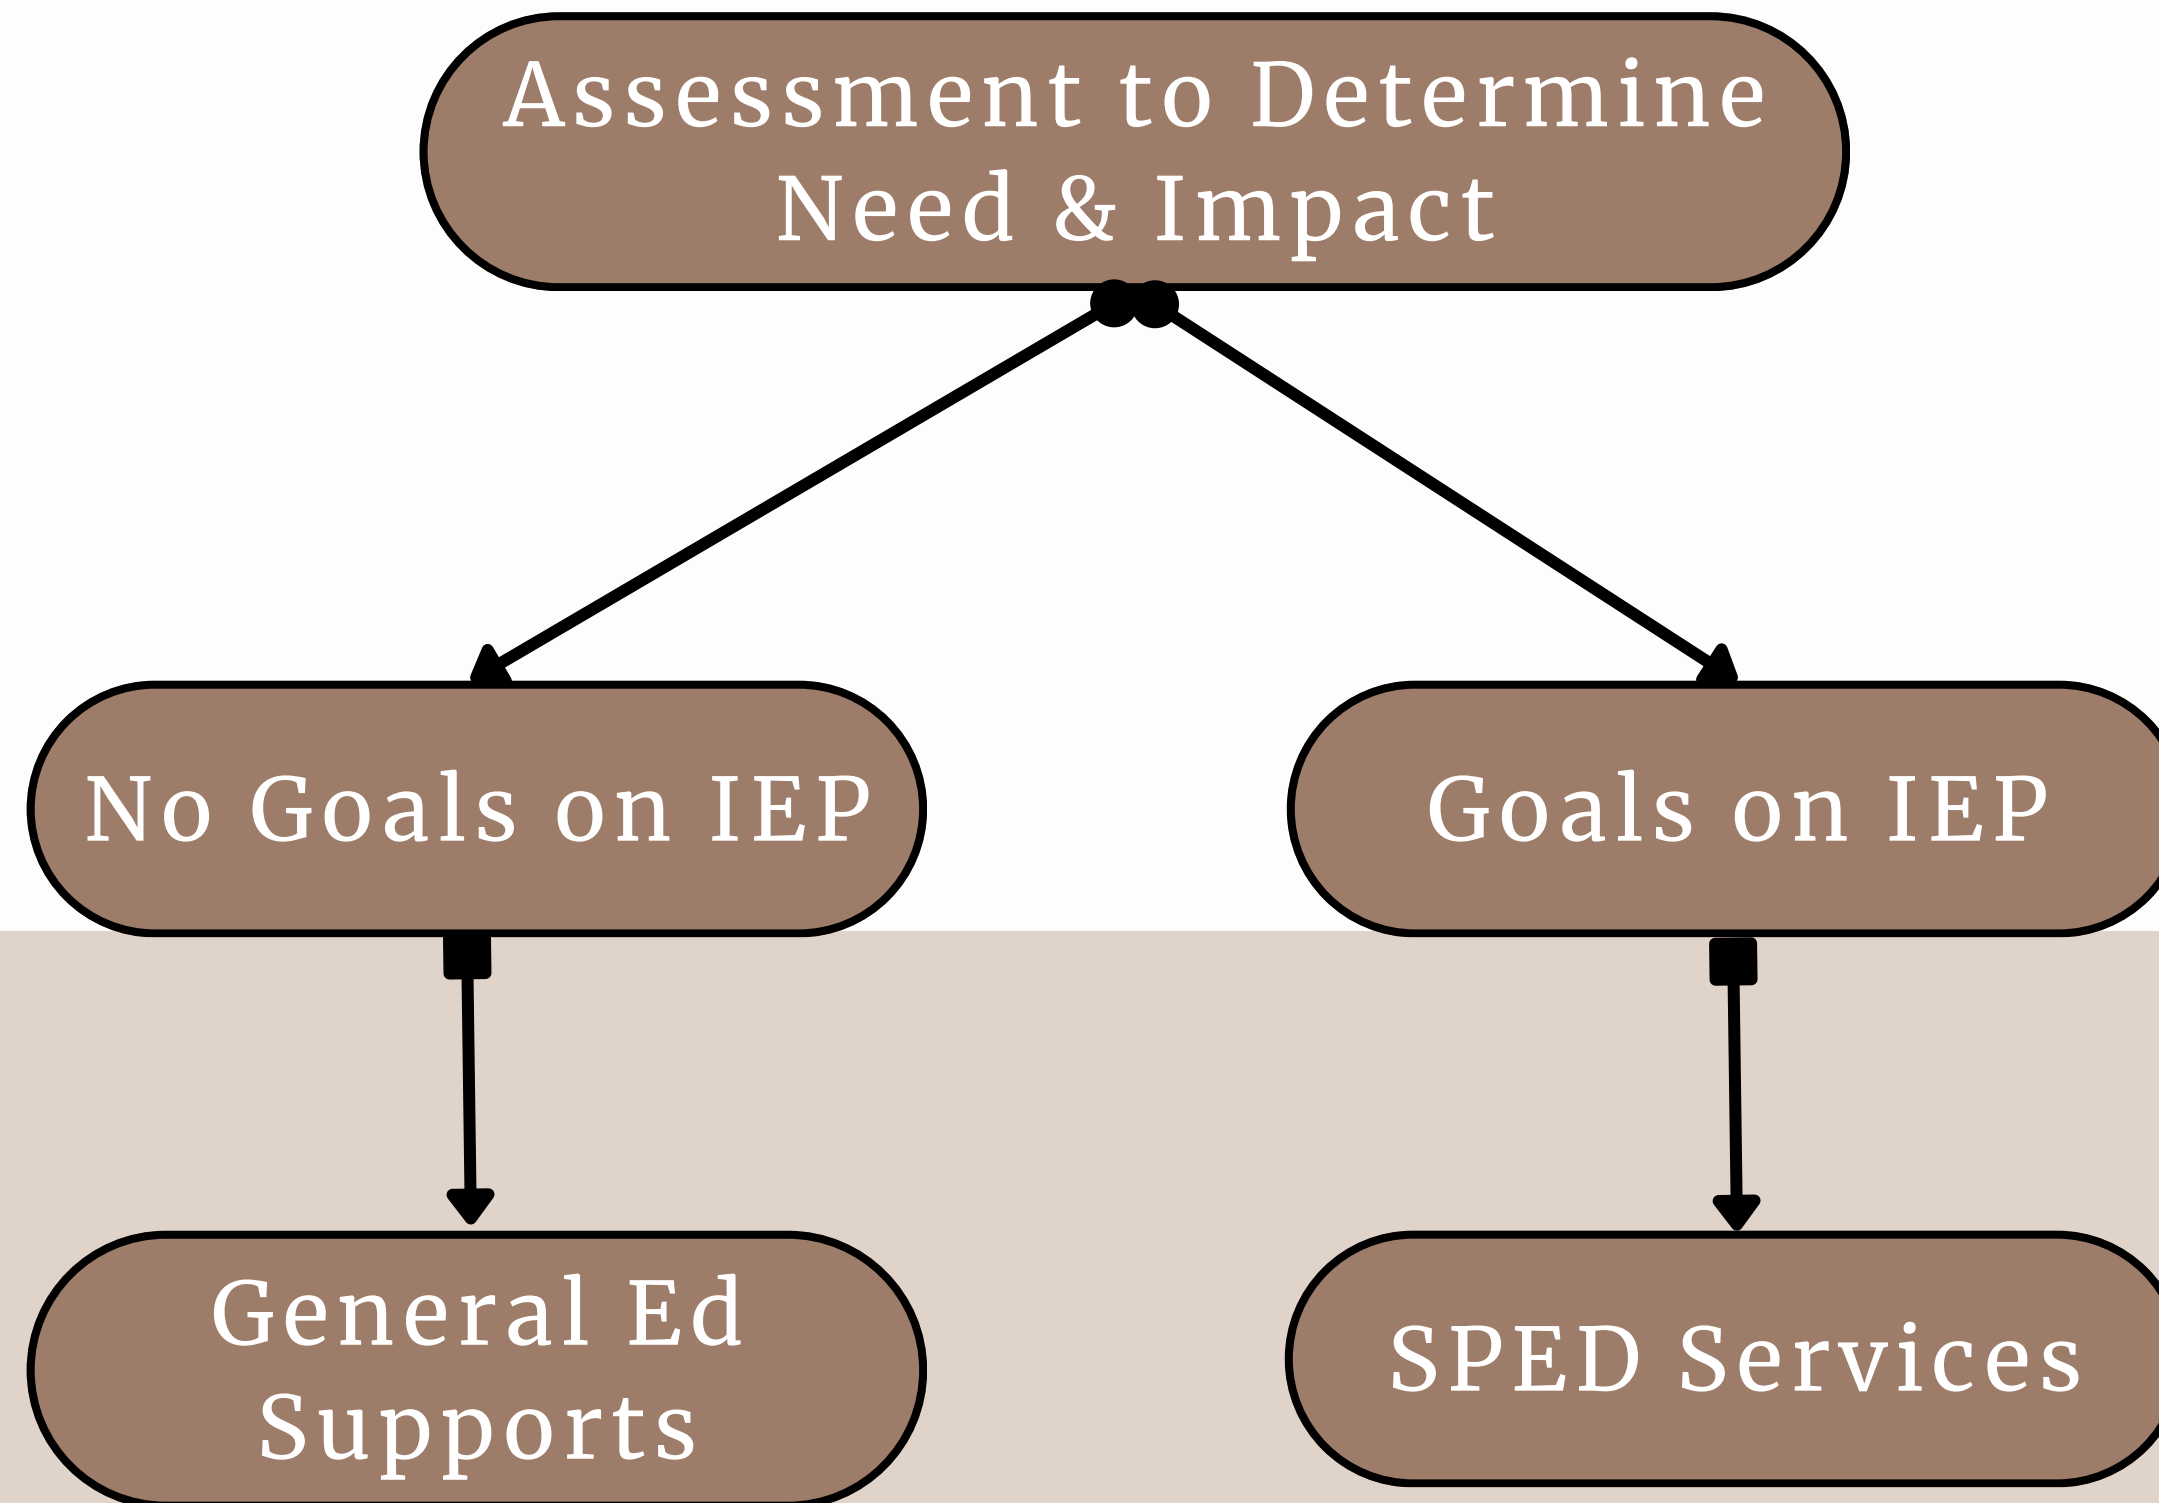 Assessment to Determine
Need & Impact
No Goals on IEP
Goals on IEP
General Ed
Supports
SPED Services